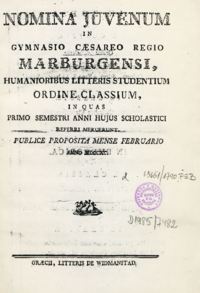 NOMINA JUVENUM
IN
GYMNASIO CÆSAREO REGIO
MARBURGENSI,
HUMANIORIBUS LITTERIS STUDENTIUM
ORDINE CLASSIUM,
IN QUAS
PRIMO SEMESTRI ANNI HUJUS SCHOLASTICI
REFERRI MERUERUNT.
PUBLICE PROPOSITA MENSE FEBRUARIO
ANNO
GRÆCII, LITTERIS DE WIDMANSTAD.